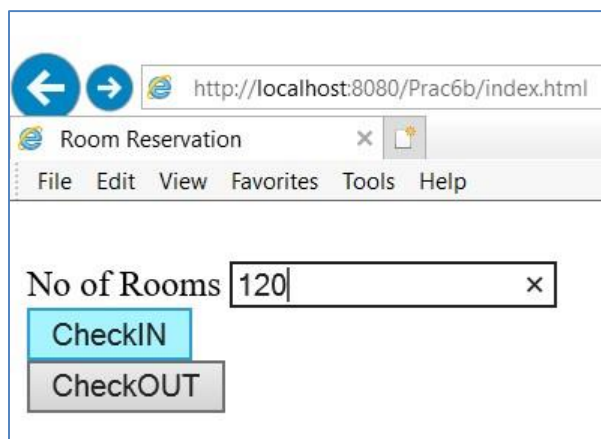 http://localhost:8080/Prac6b/index.html
Room Reservation
File Edit View Favorites Tools Help
No of Rooms 120
CheckIN
CheckOUT